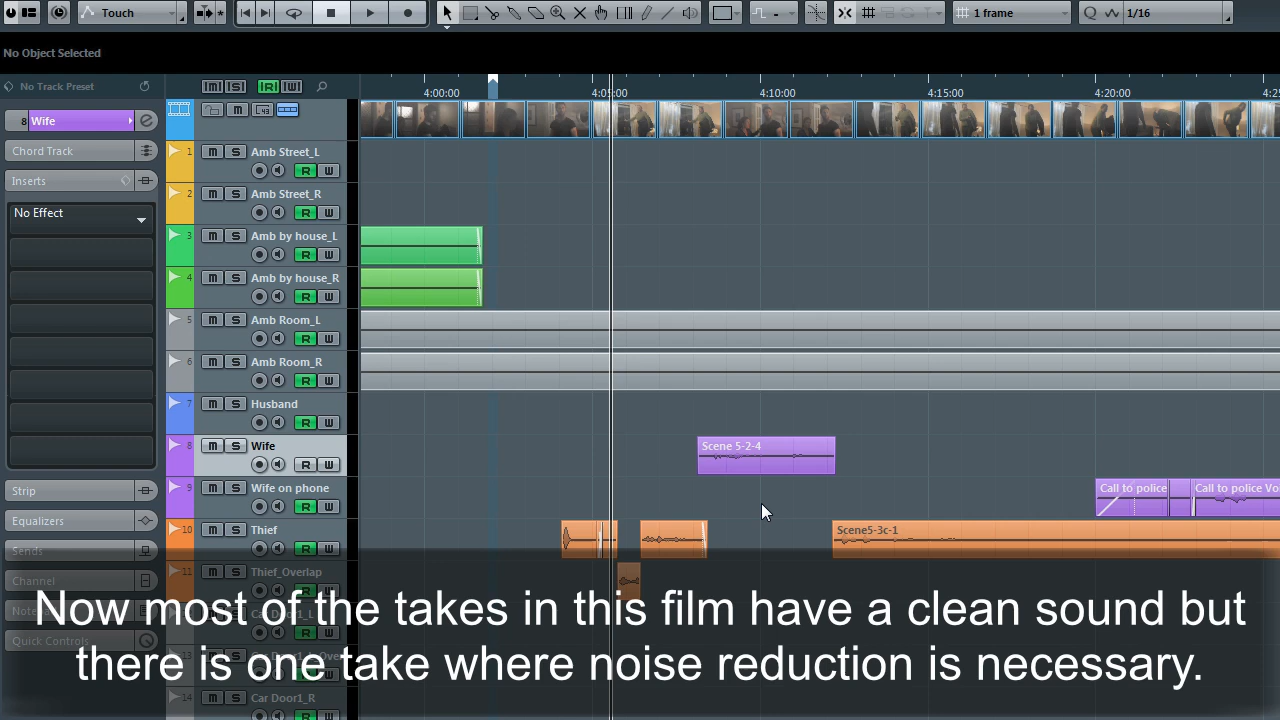 Touch
1 frame
Q
1/16
No Object Selected
No Track Preset
M S R W
4:00:00
4:05:00
4:10:00
4:15:00
4:20:00
8 Wife
Chord Track
Inserts
No Effect
Strip
Equalizers
Sends
Channel
Quick Controls
1 M S Amb Street_L
R W
2 M S Amb Street_R
R W
3 M S Amb by house_L
R W
4 M S Amb by house_R
R W
5 M S Amb Room_L
R W
6 M S Amb Room_R
R W
7 M S Husband
R W
8 M S Wife
R W
Scene 5-2-4
9 M S Wife on phone
R W
Call to police
Call to police Vo
10 M S Thief
R W
Scene5-3c-1
11 Thief_Overlap
13
14 Car Door1_R
Now most of the takes in this film have a clean sound but
there is one take where noise reduction is necessary.